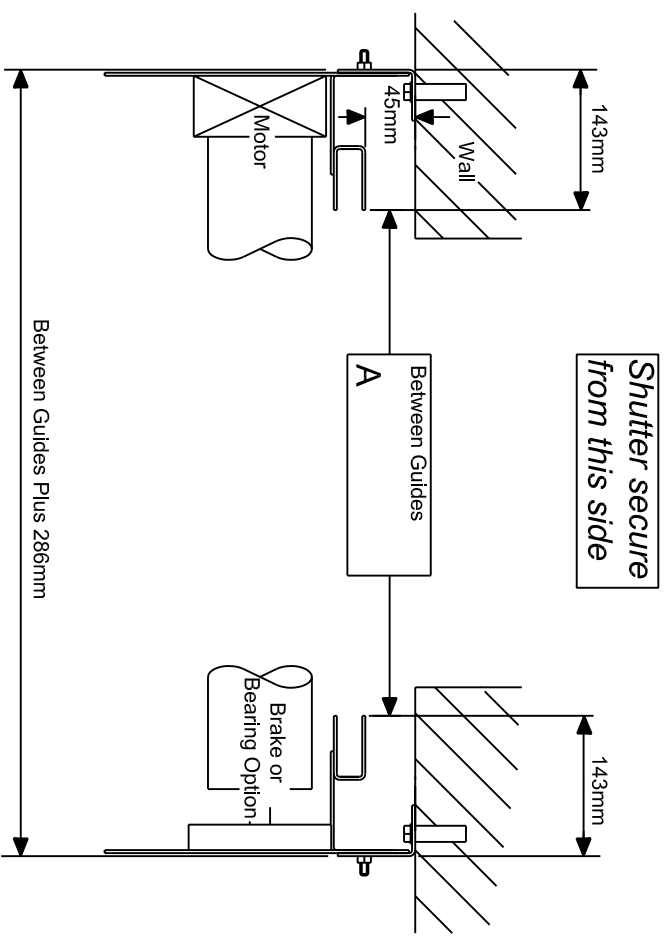 Shutter secure
from this side
143mm
143mm
Wall
45mm
Between Guides
A
Motor
Brake or
Bearing Option
Between Guides Plus 286mm